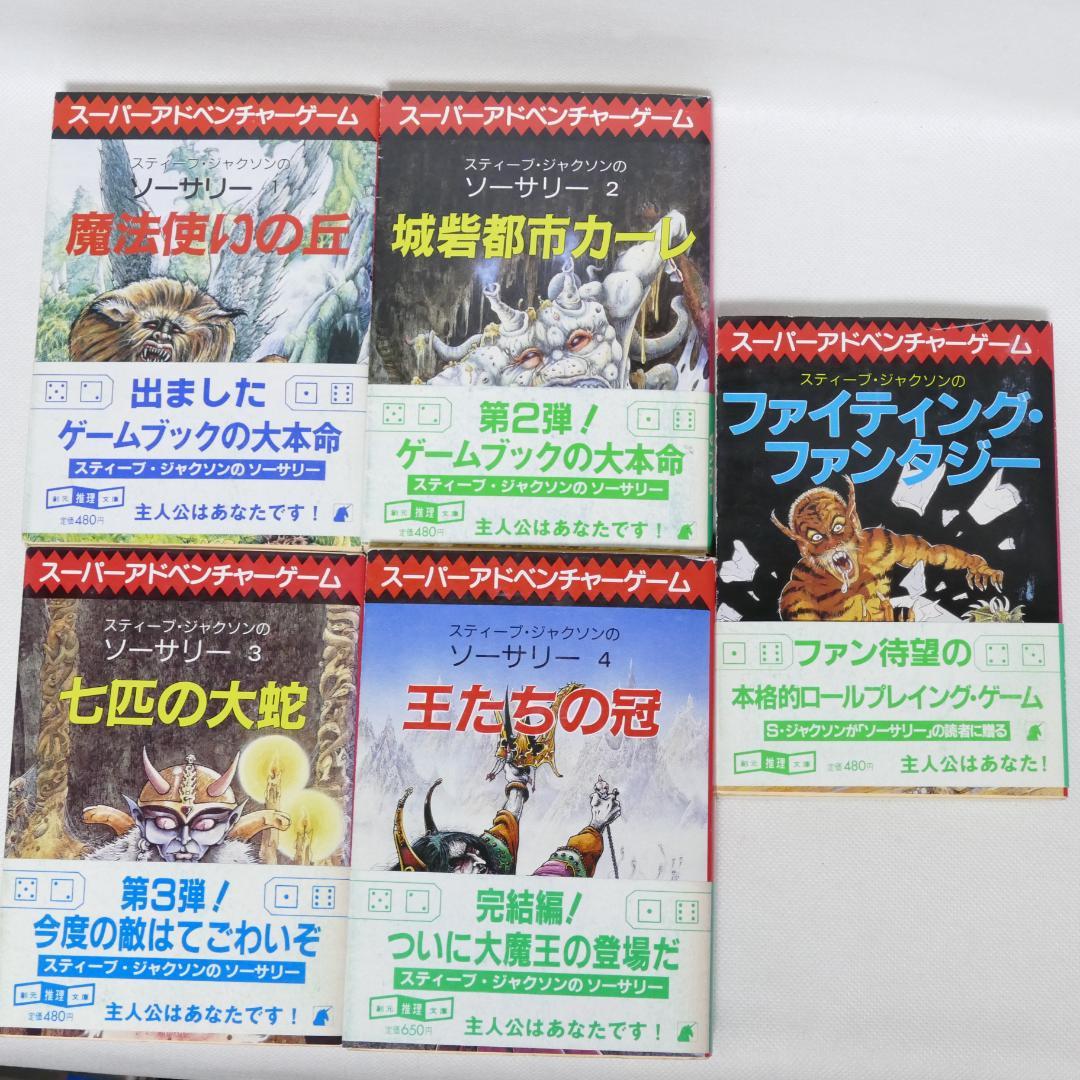 スーパーアドベンチャーゲーム
スティーブ・ジャクソンの
ソーサリー 1
魔法使いの丘
出ました
ゲームブックの大本命
スティーブ・ジャクソンの ソーサリー
創元 推理 文庫
定価480円
主人公はあなたです！
スーパーアドベンチャーゲーム
スティーブ・ジャクソンの
ソーサリー 2
城砦都市カーレ
第2弾！
ゲームブックの大本命
スティーブ・ジャクソンの ソーサリー
創元 推理 文庫
定価480円
主人公はあなたです！
スーパーアドベンチャーゲーム
スティーブ・ジャクソンの
ソーサリー 3
七匹の大蛇
第3弾！
今度の敵はてごわいぞ
スティーブ・ジャクソンの ソーサリー
創元 推理 文庫
定価480円
主人公はあなたです！
スーパーアドベンチャーゲーム
スティーブ・ジャクソンの
ソーサリー 4
王たちの冠
完結編！
ついに大魔王の登場だ
スティーブ・ジャクソンの ソーサリー
創元 推理 文庫
定価650円
主人公はあなたです！
スーパーアドベンチャーゲーム
スティーブ・ジャクソンの
ファイティング・
ファンタジー
ファン待望の
本格的ロールプレイング・ゲーム
S・ジャクソンが「ソーサリー」の読者に贈る
創元 推理 文庫
定価480円
主人公はあなた！